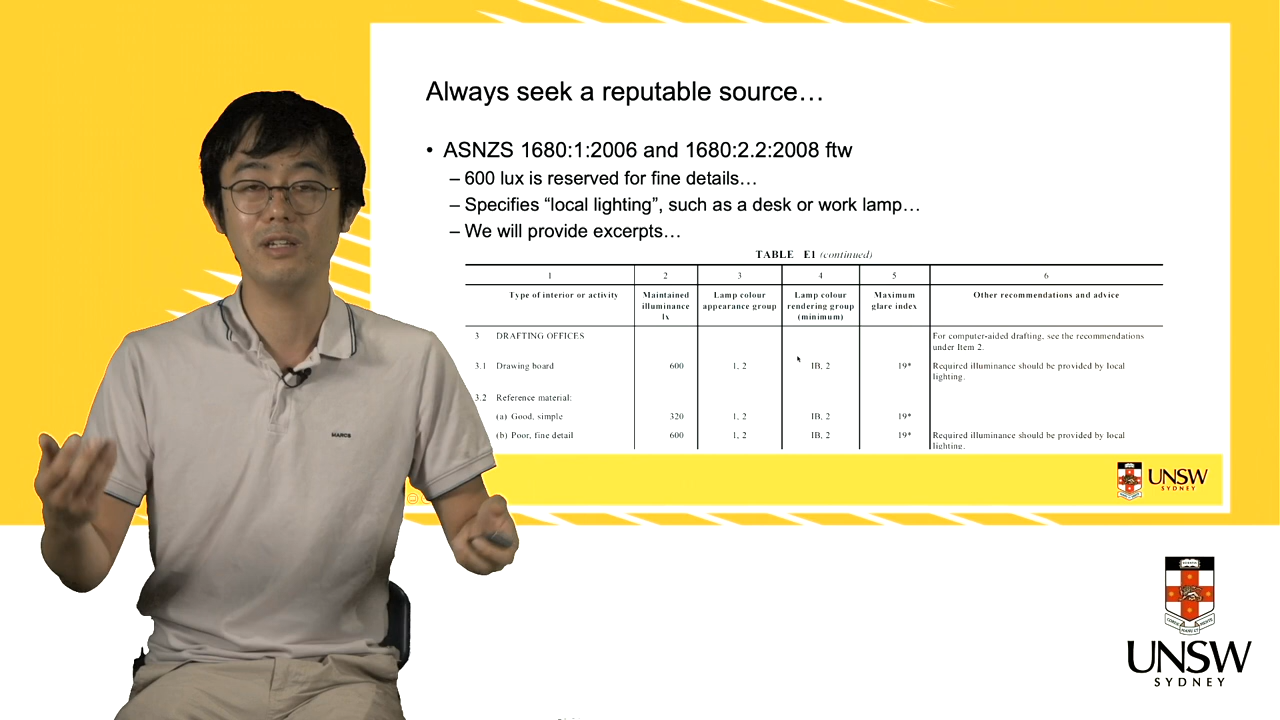 Always seek a reputable source…
• ASNZS 1680:1:2006 and 1680:2.2:2008 ftw
– 600 lux is reserved for fine details…
– Specifies “local lighting”, such as a desk or work lamp…
– We will provide excerpts…
TABLE E1 (continued)
1 2 3 4 5 6
Type of interior or activity Maintained illuminance lx Lamp colour appearance group Lamp colour rendering group (minimum) Maximum glare index Other recommendations and advice
3 DRAFTING OFFICES For computer-aided drafting, see the recommendations under Item 2.
3.1 Drawing board 600 1, 2 IB, 2 19* Required illuminance should be provided by local lighting.
3.2 Reference material:
(a) Good, simple 320 1, 2 IB, 2 19*
(b) Poor, fine detail 600 1, 2 IB, 2 19* Required illuminance should be provided by local lighting.
MARCS
UNSW
SYDNEY
UNSW
SYDNEY